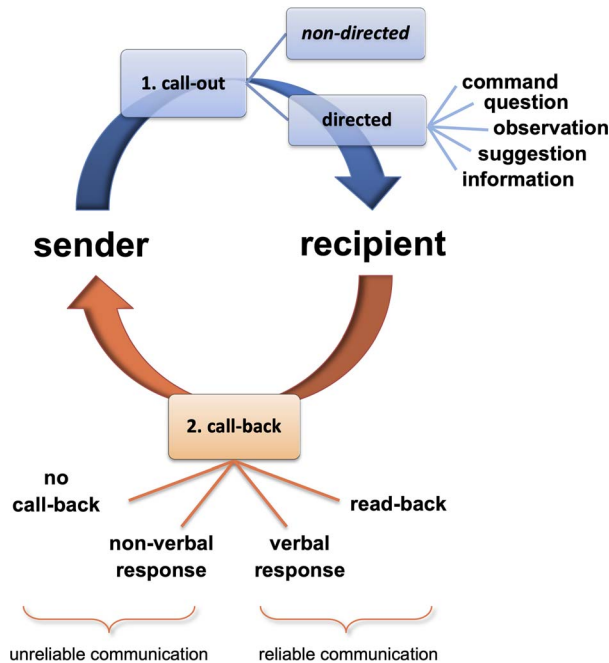 non-directed
1. call-out
directed
command
question
observation
suggestion
information
sender
recipient
2. call-back
no
call-back
non-verbal
response
verbal
response
read-back
unreliable communication
reliable communication